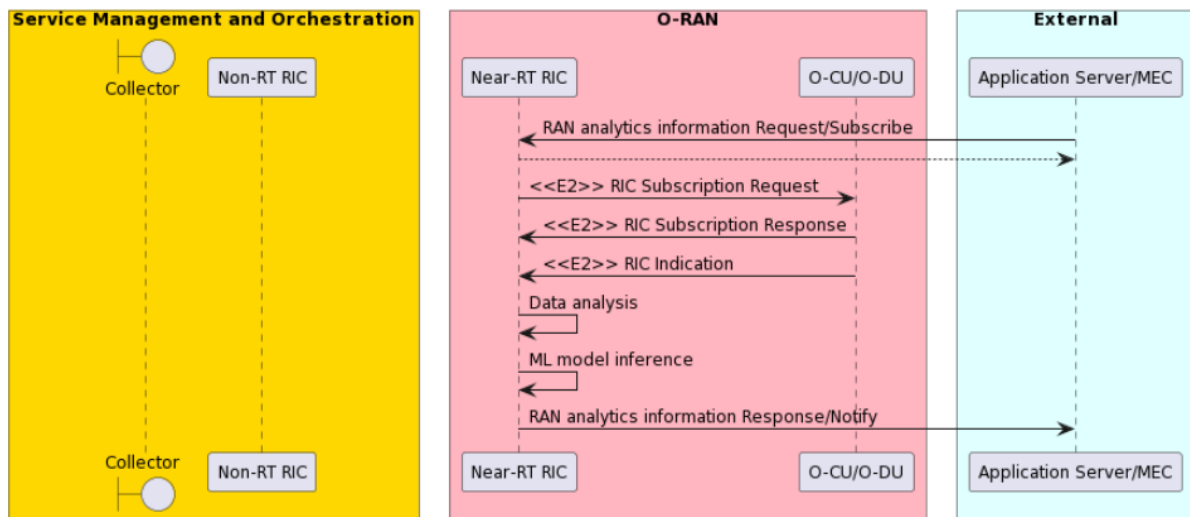 Service Management and Orchestration
O-RAN
External
Collector
Non-RT RIC
Near-RT RIC
O-CU/O-DU
Application Server/MEC
RAN analytics information Request/Subscribe
<<E2>> RIC Subscription Request
<<E2>> RIC Subscription Response
<<E2>> RIC Indication
Data analysis
ML model inference
RAN analytics information Response/Notify
Collector
Non-RT RIC
Near-RT RIC
O-CU/O-DU
Application Server/MEC